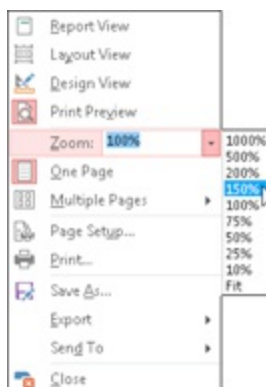 Report View
Layout View
Design View
Print Preview
Zoom: 100%
1000%
500%
200%
150%
100%
75%
50%
25%
10%
Fit
One Page
Multiple Pages
Page Setup...
Print...
Save As...
Export
Send To
Close